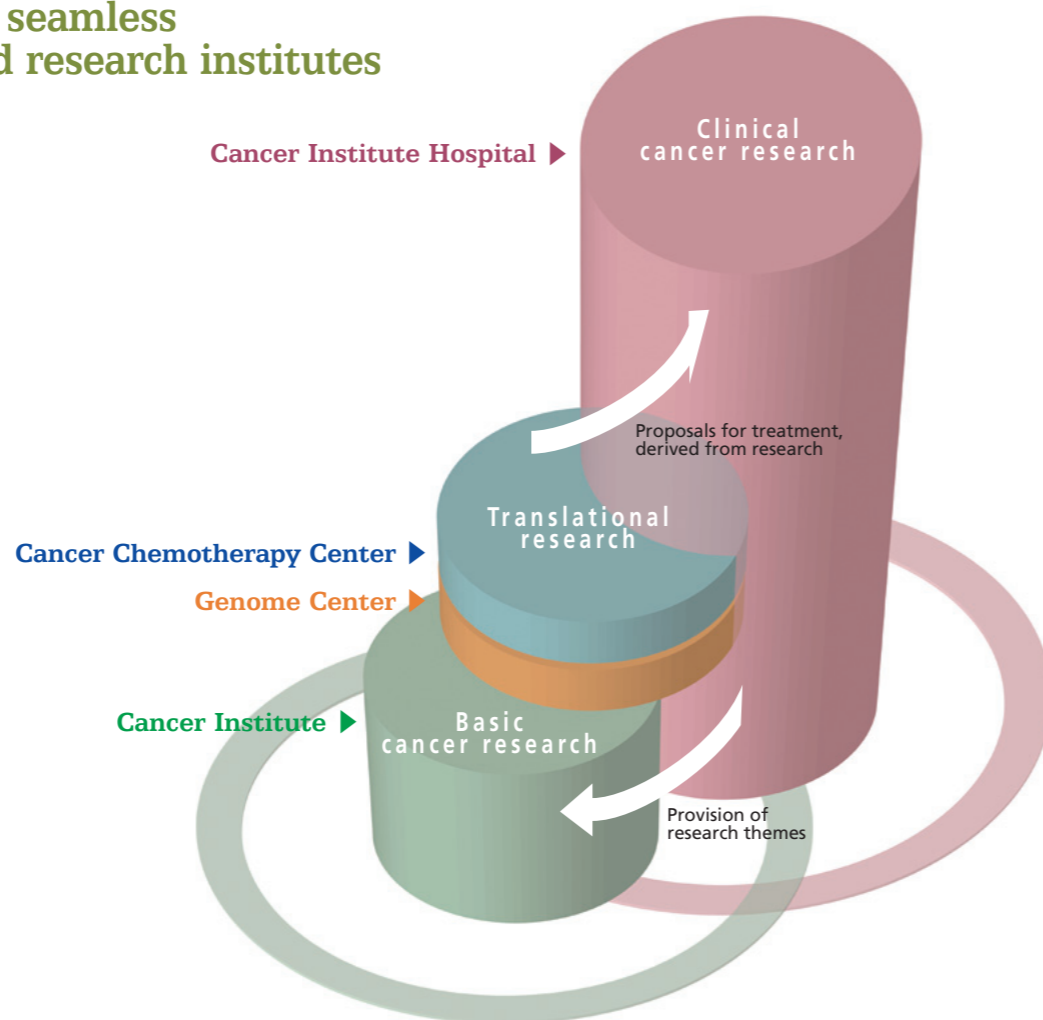 seamless
d research institutes
Clinical
cancer research
Cancer Institute Hospital
Proposals for treatment,
derived from research
Translational
research
Cancer Chemotherapy Center
Genome Center
Cancer Institute
Basic
cancer research
Provision of
research themes